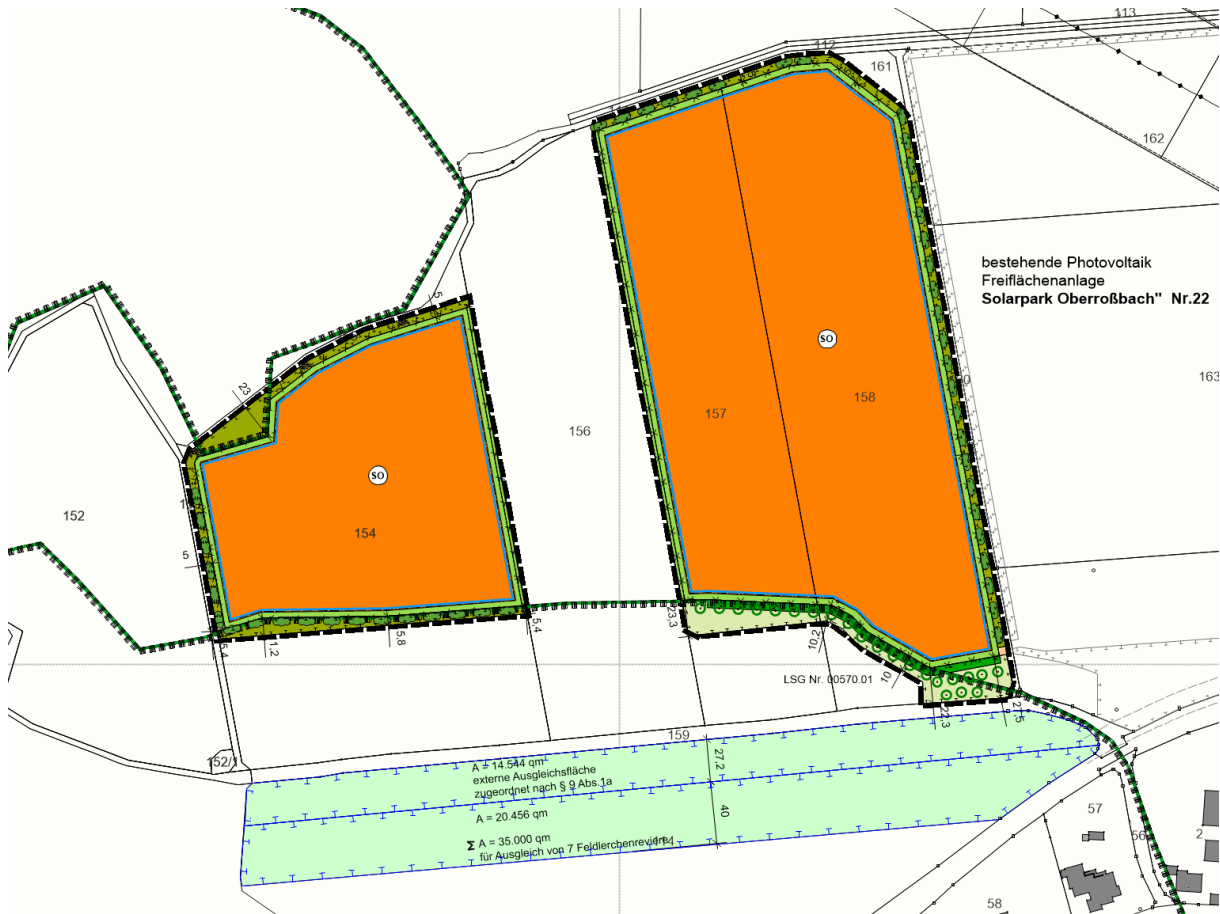 113
112
161
162
bestehende Photovoltaik
Freiflächenanlage
Solarpark Oberroßbach" Nr.22
5
SO
163
23
157
158
156
SO
152
154
5
5,4
1,2
5,8
5,4
23,3
10,2
10
LSG Nr. 00570.01
22,3
27,5
159
152/1
A = 14.544 qm
externe Ausgleichsfläche
zugeordnet nach § 9 Abs.1a
27,2
A = 20.456 qm
40
Σ A = 35.000 qm
für Ausgleich von 7 Feldlerchenreviere
57
56
2
58